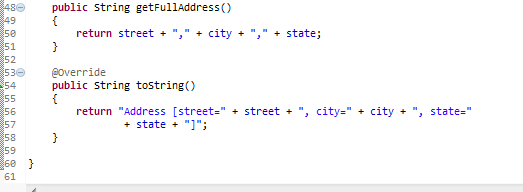 48 public String getFullAddress()
49 {
50 return street + "," + city + "," + state;
51 }
52
53 @Override
54 public String toString()
55 {
56 return "Address [street=" + street + ", city=" + city + ", state="
57 + state + "]";
58 }
59
60 }
61